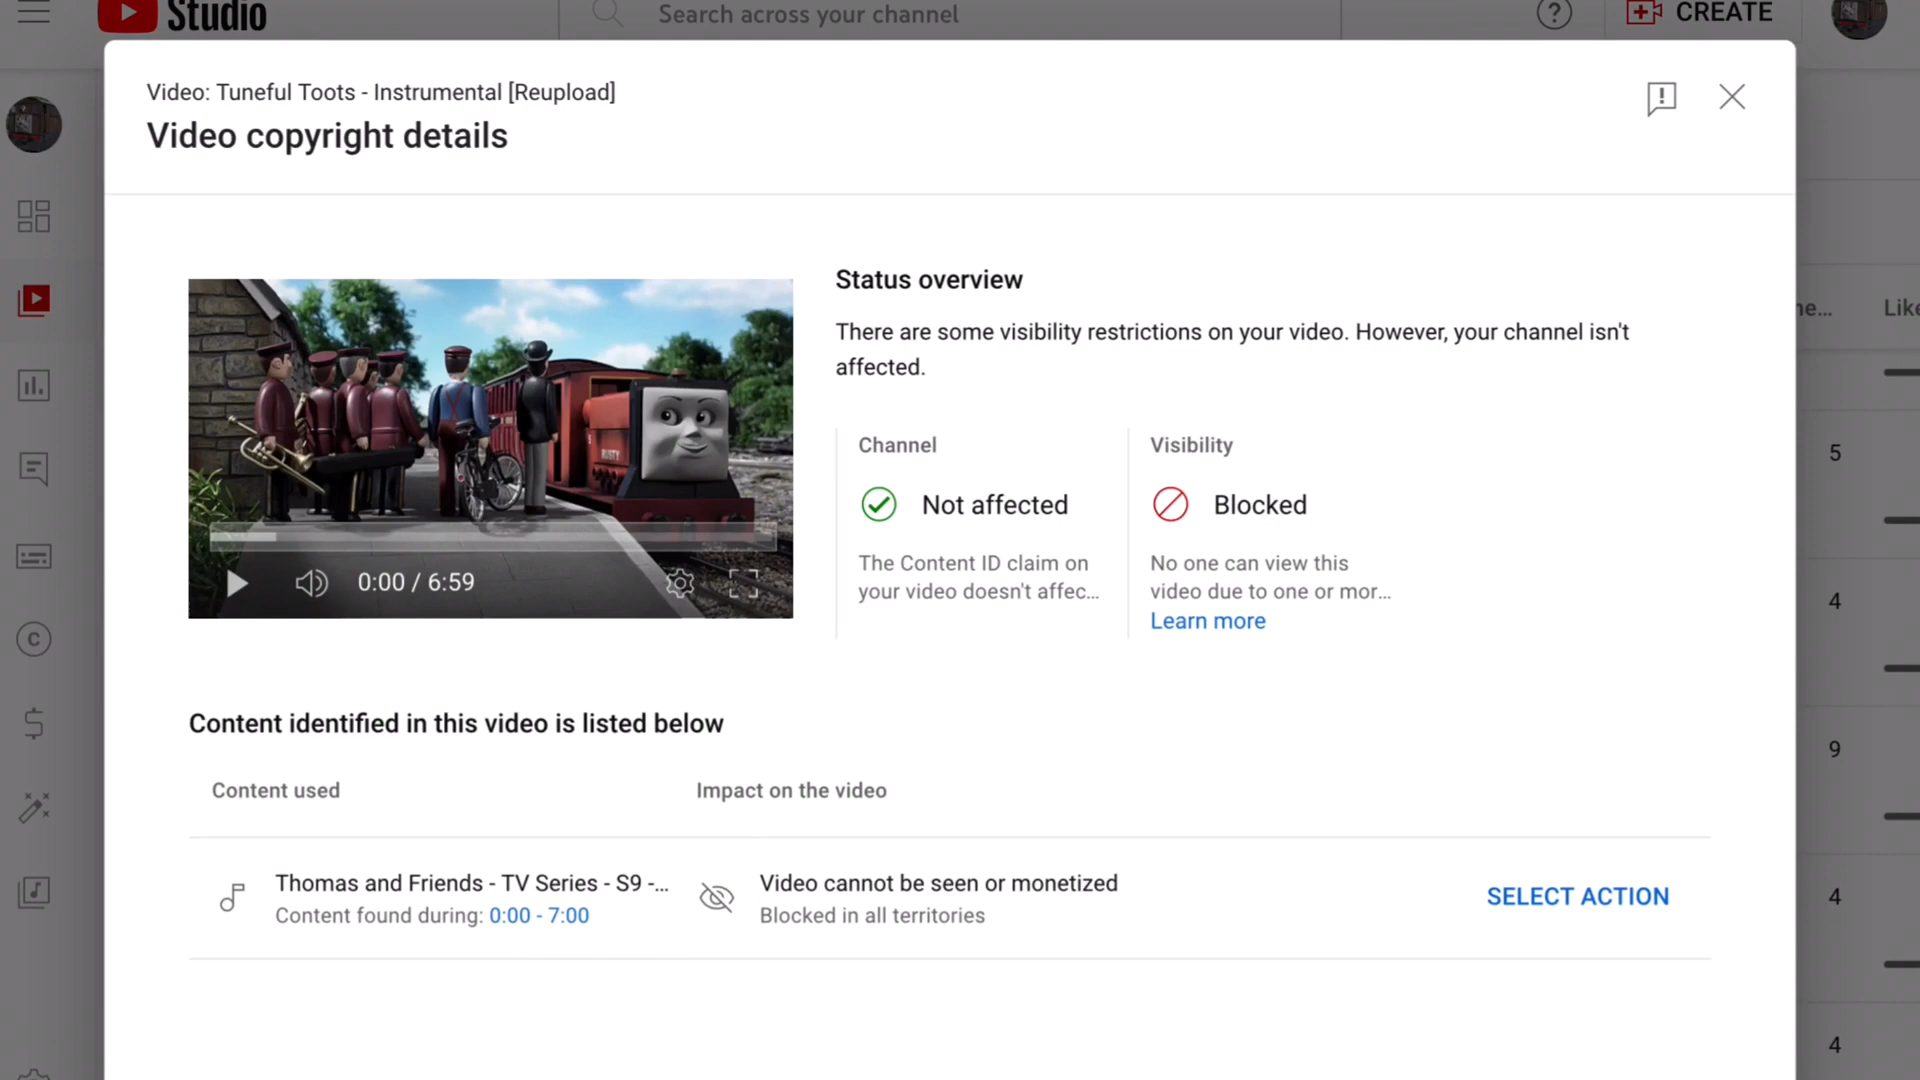 Studio
Search across your channel
CREATE
Video: Tuneful Toots - Instrumental [Reupload]
Video copyright details
Status overview
There are some visibility restrictions on your video. However, your channel isn't
affected.
Channel
Not affected
The Content ID claim on
your video doesn't affec...
Visibility
Blocked
No one can view this
video due to one or mor...
Learn more
RUSTY
0:00 / 6:59
Content identified in this video is listed below
Content used
Impact on the video
Thomas and Friends - TV Series - S9 -...
Content found during: 0:00 - 7:00
Video cannot be seen or monetized
Blocked in all territories
SELECT ACTION
5
4
9
4
4